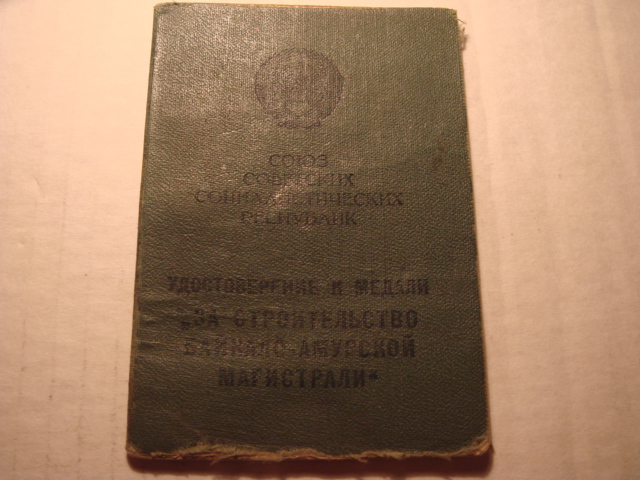 СОЮЗ
СОВЕТСКИХ
СОЦИАЛИСТИЧЕСКИХ
РЕСПУБЛИК
УДОСТОВЕРЕНИЕ К МЕДАЛИ
„ЗА СТРОИТЕЛЬСТВО
БАЙКАЛО-АМУРСКОЙ
МАГИСТРАЛИ“